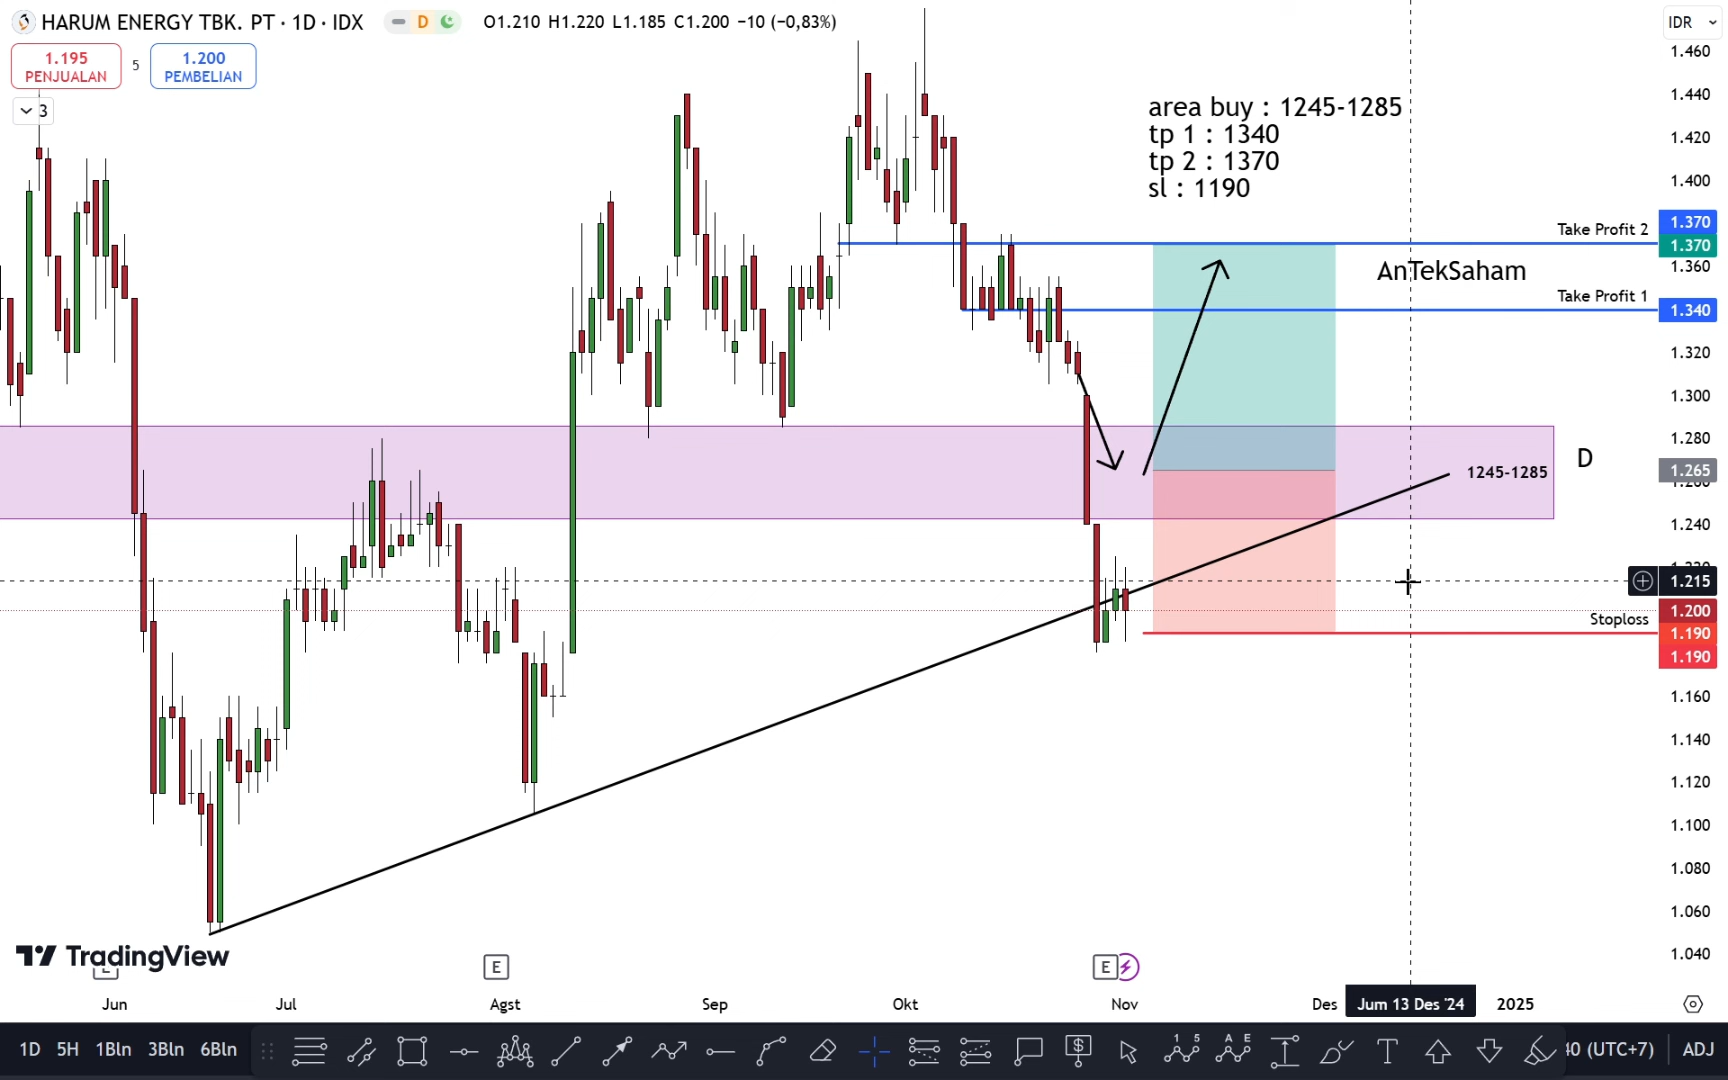 HARUM ENERGY TBK. PT · 1D · IDX
D
O1.210 H1.220 L1.185 C1.200 −10 (−0,83%)
IDR
1.195
PENJUALAN
5
1.200
PEMBELIAN
3
area buy : 1245-1285
tp 1 : 1340
tp 2 : 1370
sl : 1190
1.460
1.440
1.420
1.400
Take Profit 2
1.370
1.370
1.360
AnTekSaham
Take Profit 1
1.340
1.320
1.300
1.280
D
1245-1285
1.265
1.240
1.215
1.200
Stoploss
1.190
1.190
1.160
1.140
1.120
1.100
1.080
1.060
1.040
TradingView
E
E
Jun
Jul
Agst
Sep
Okt
Nov
Des
Jum 13 Des '24
2025
1D 5H 1Bln 3Bln 6Bln
1 5
A E
T
40 (UTC+7)
ADJ